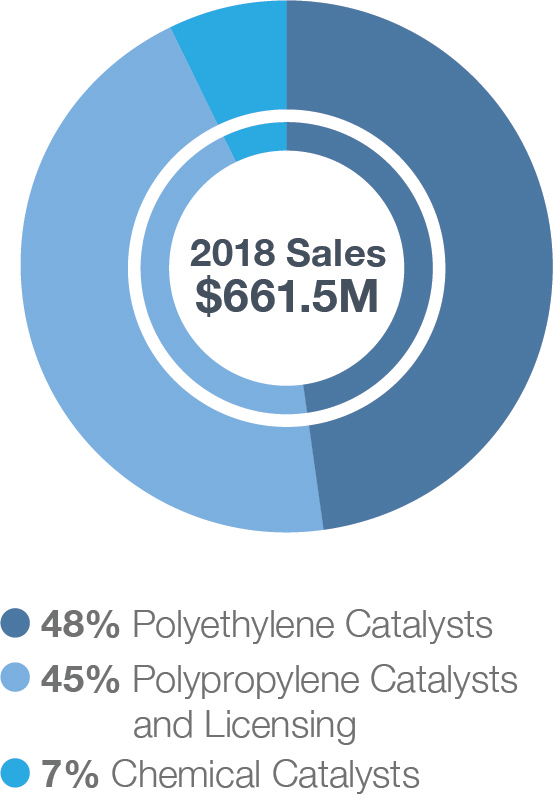 2018 Sales
$661.5M
48% Polyethylene Catalysts
45% Polypropylene Catalysts
and Licensing
7% Chemical Catalysts